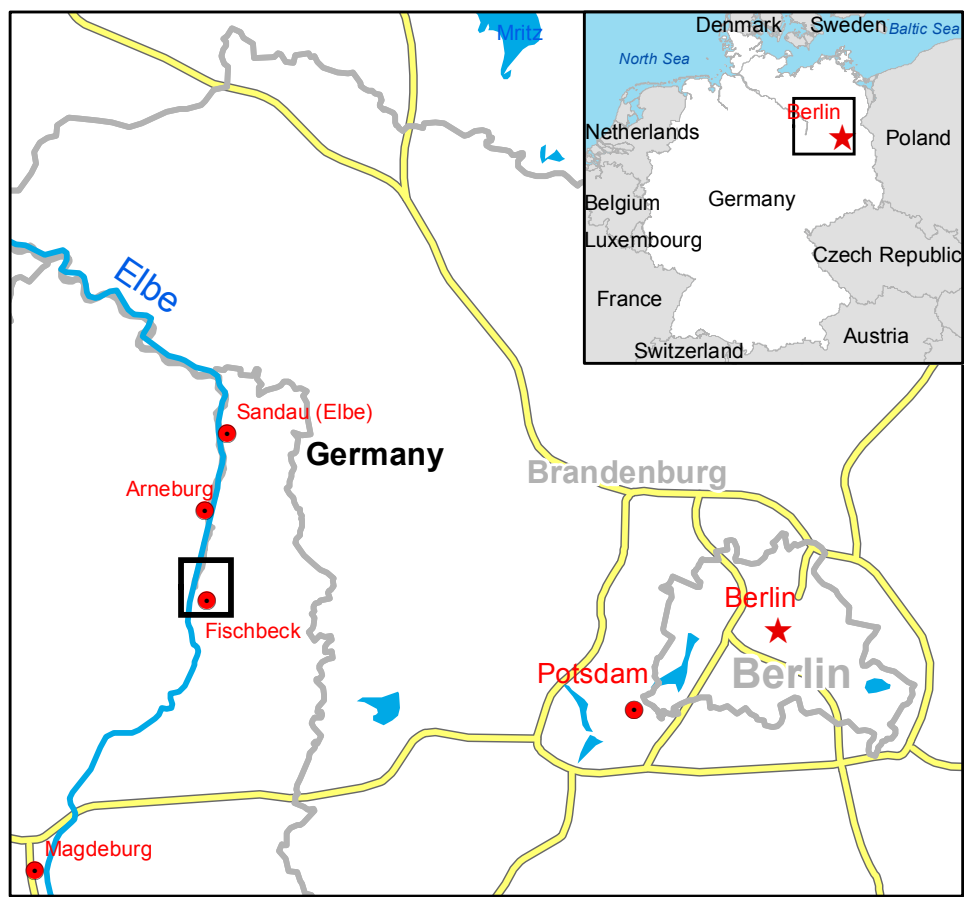 Mritz
Denmark
Sweden
Baltic Sea
North Sea
Berlin
Netherlands
Poland
Belgium
Germany
Luxembourg
Czech Republic
France
Austria
Switzerland
Elbe
Sandau (Elbe)
Germany
Brandenburg
Arneburg
Berlin
Fischbeck
Potsdam
Berlin
Magdeburg